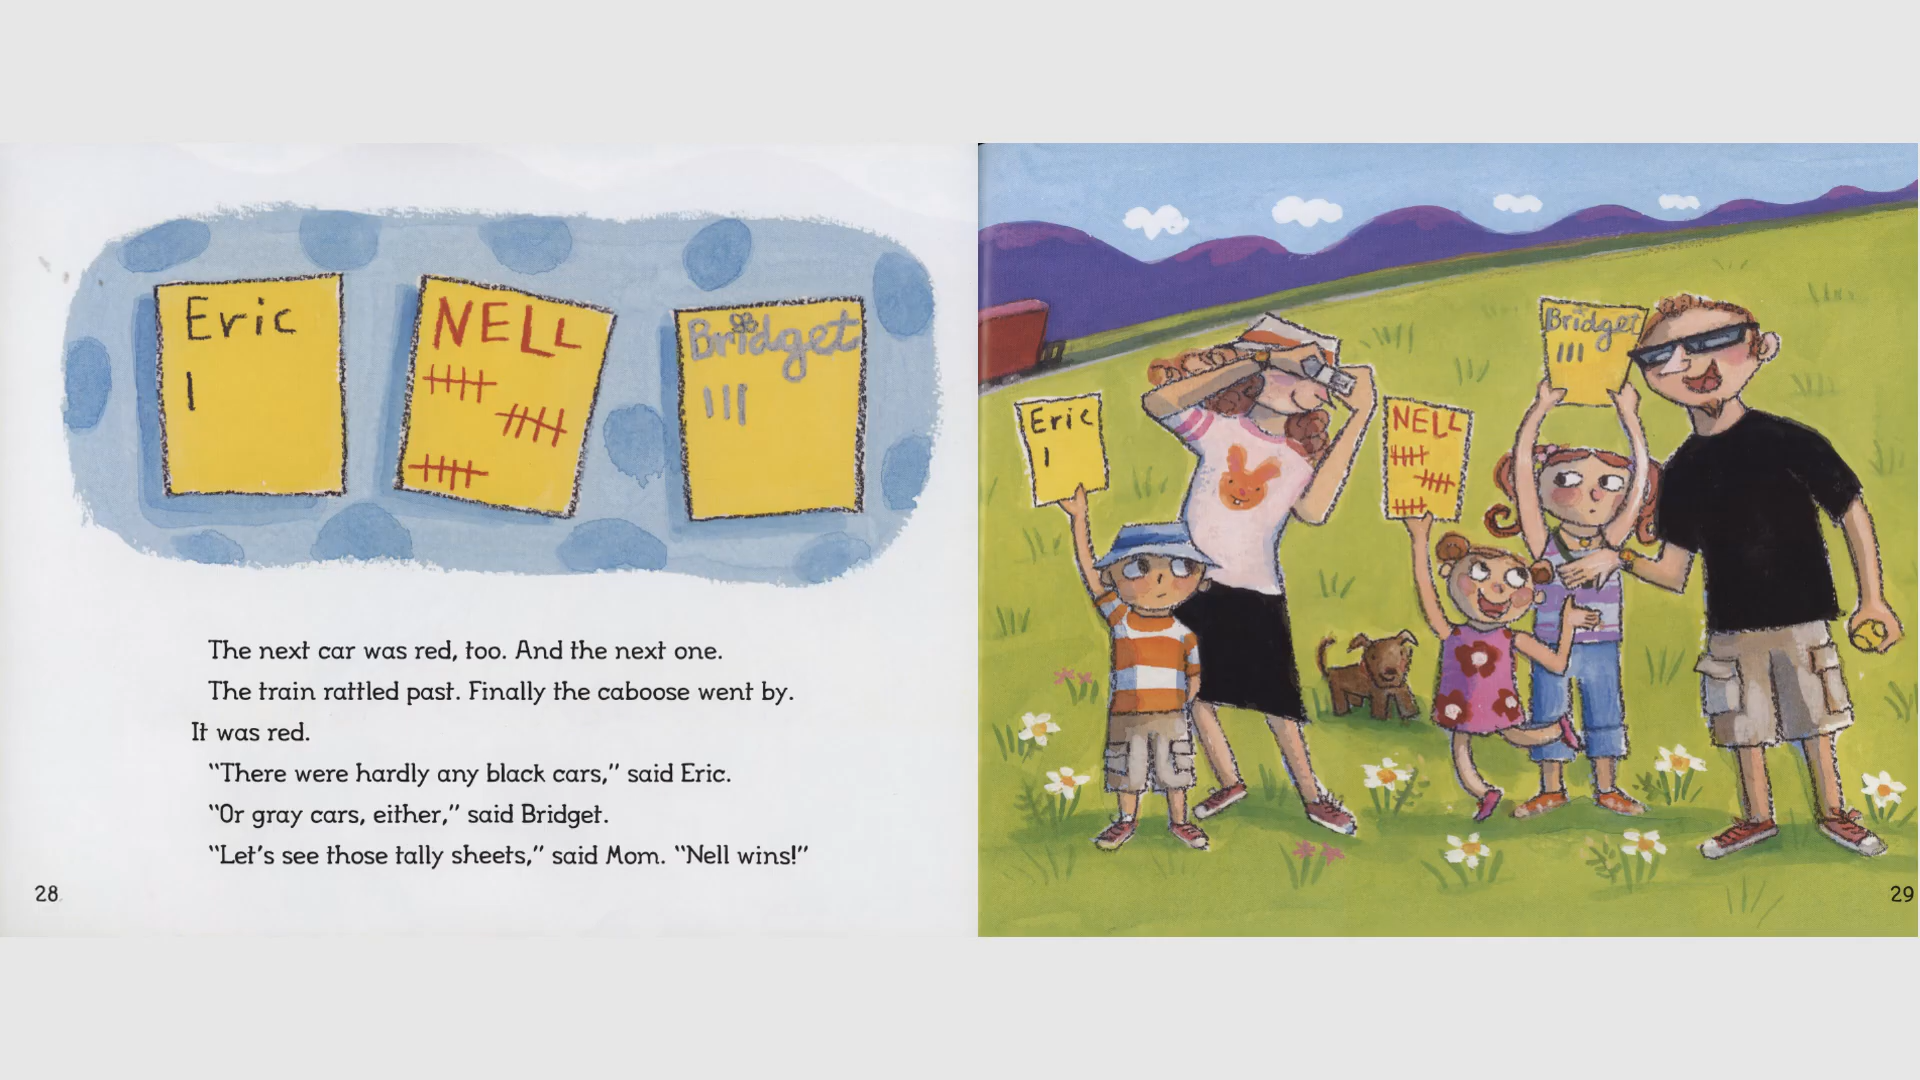 Eric
NELL
Bridget
The next car was red, too. And the next one.
The train rattled past. Finally the caboose went by.
It was red.
“There were hardly any black cars,” said Eric.
“Or gray cars, either,” said Bridget.
“Let’s see those tally sheets,” said Mom. “Nell wins!”
28
Eric
NELL
Bridget
29